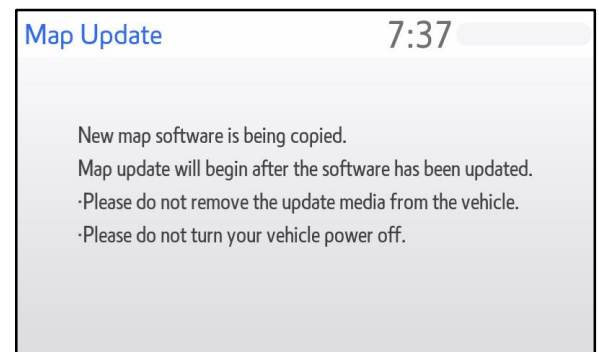 Map Update
7:37
New map software is being copied.
Map update will begin after the software has been updated.
·Please do not remove the update media from the vehicle.
·Please do not turn your vehicle power off.